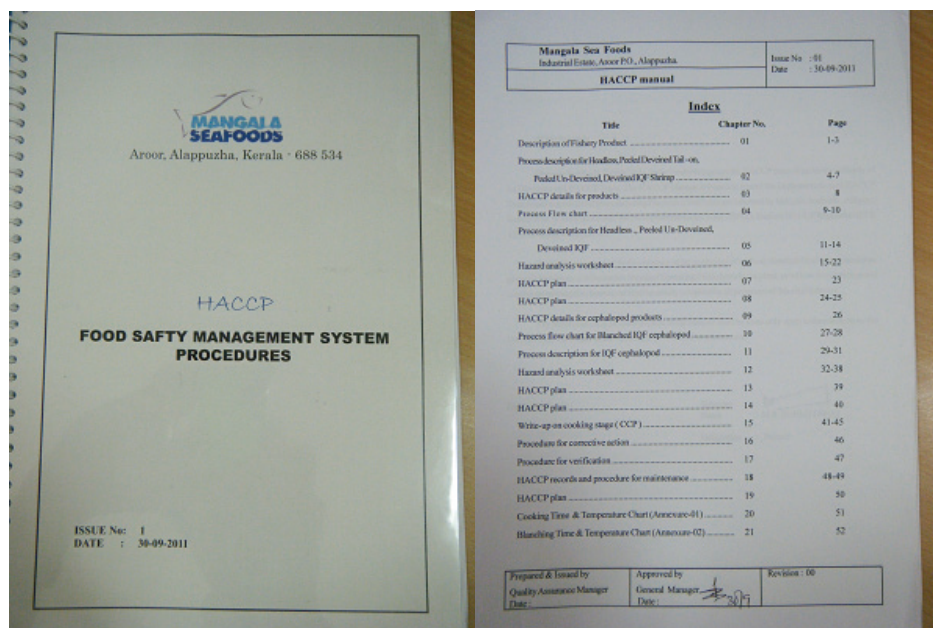 MANGALA
SEAFOODS
Aroor, Alappuzha, Kerala - 688 534
HACCP
FOOD SAFTY MANAGEMENT SYSTEM
PROCEDURES
ISSUE No: 1
DATE : 30-09-2011
Mangala Sea Foods
Industrial Estate, Aroor P.O., Alappuzha.
HACCP manual
Issue No : 01
Date : 30-09-2011
Index
Title Chapter No. Page
Description of Fishery Product 01 1-3
Process description for Headless, Peeled Deveined Tail -on,
Peeled Un-Deveined, Deveined IQF Shrimp 02 4-7
HACCP details for products 03 8
Process Flow chart 04 9-10
Process description for Headless ., Peeled Un-Deveined,
Deveined IQF 05 11-14
Hazard analysis worksheet 06 15-22
HACCP plan 07 23
HACCP plan 08 24-25
HACCP details for cephalopod products 09 26
Process flow chart for Blanched IQF cephalopod 10 27-28
Process description for IQF cephalopod 11 29-31
Hazard analysis worksheet 12 32-38
HACCP plan 13 39
HACCP plan 14 40
Write-up on cooking stage ( CCP ) 15 41-45
Procedure for corrective action 16 46
Procedure for verification 17 47
HACCP records and procedure for maintenance 18 48-49
HACCP plan 19 50
Cooking Time & Temperature Chart (Annexure-01) 20 51
Blanching Time & Temperature Chart (Annexure-02) 21 52
Prepared & Issued by
Quality Assurance Manager
Date :
Approved by
General Manager
Date :
Revision : 00